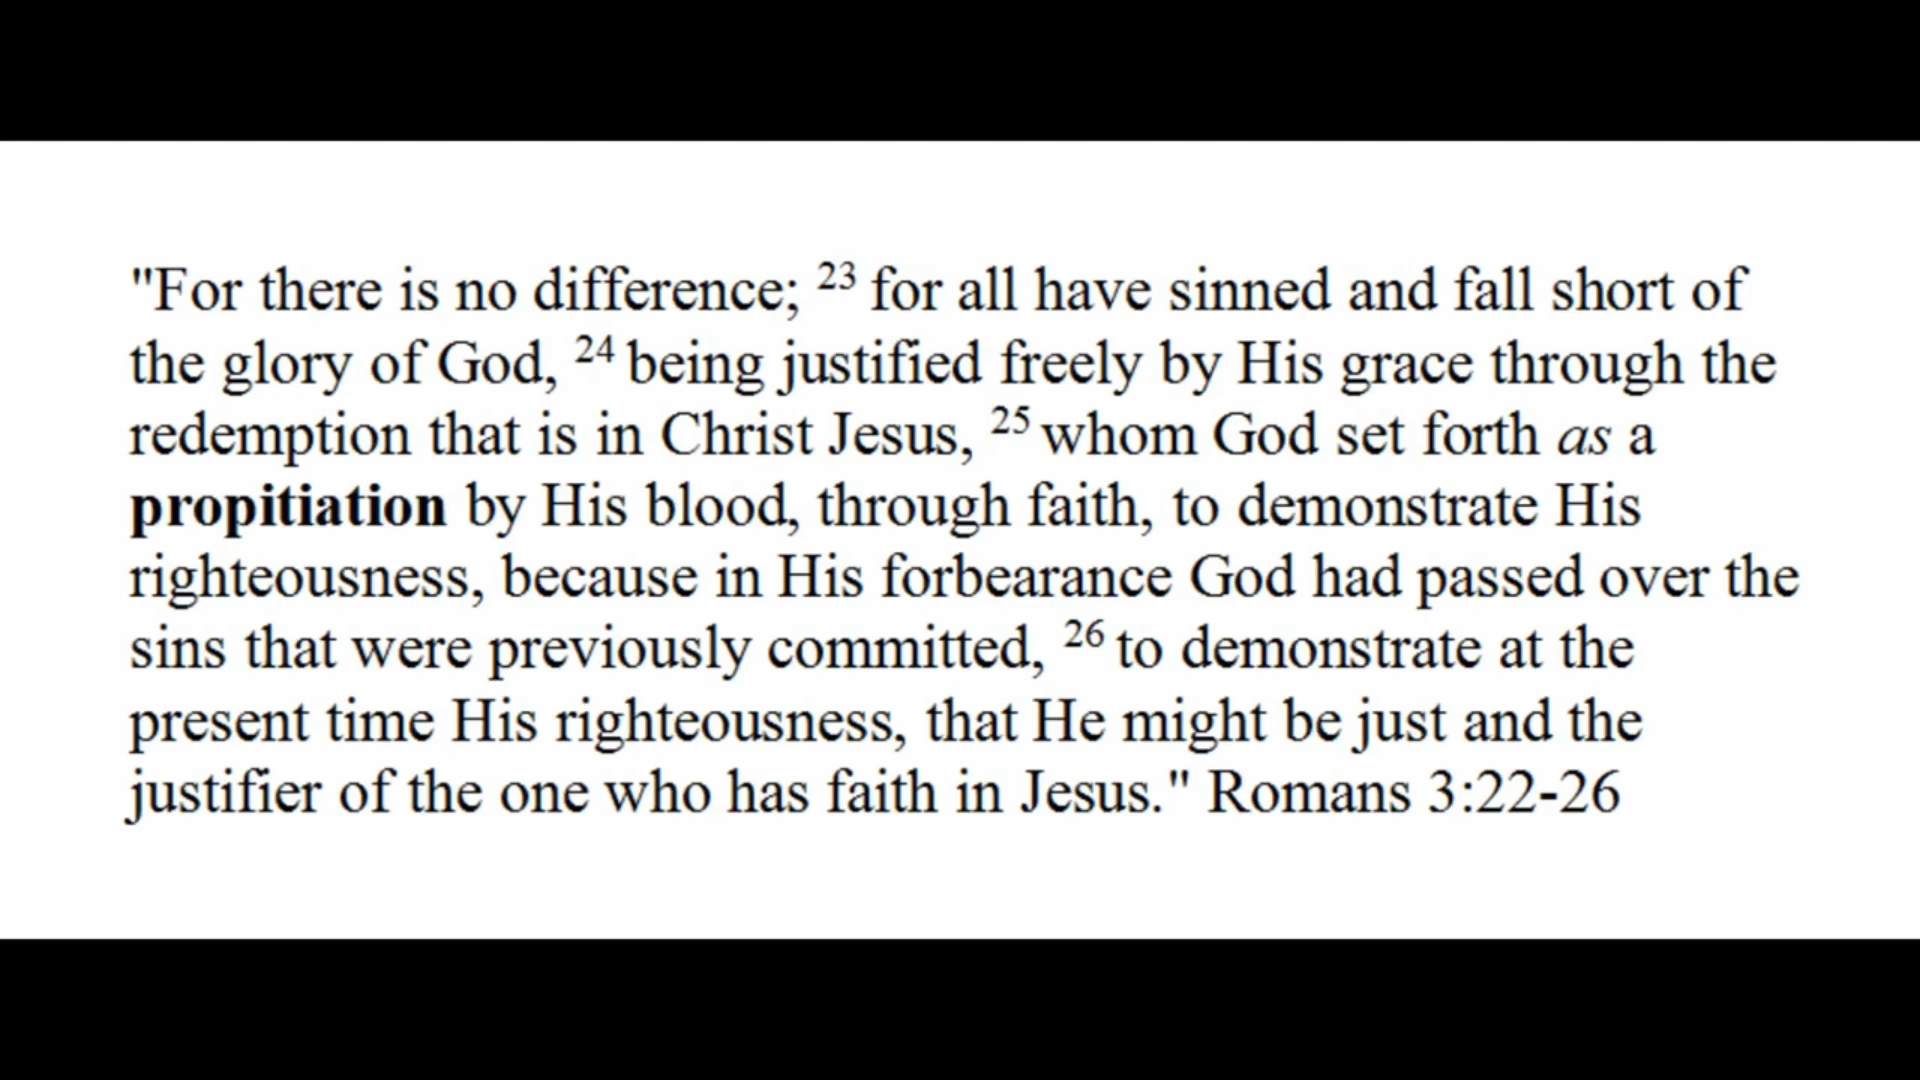 "For there is no difference; 23 for all have sinned and fall short of
the glory of God, 24 being justified freely by His grace through the
redemption that is in Christ Jesus, 25 whom God set forth as a
propitiation by His blood, through faith, to demonstrate His
righteousness, because in His forbearance God had passed over the
sins that were previously committed, 26 to demonstrate at the
present time His righteousness, that He might be just and the
justifier of the one who has faith in Jesus." Romans 3:22-26